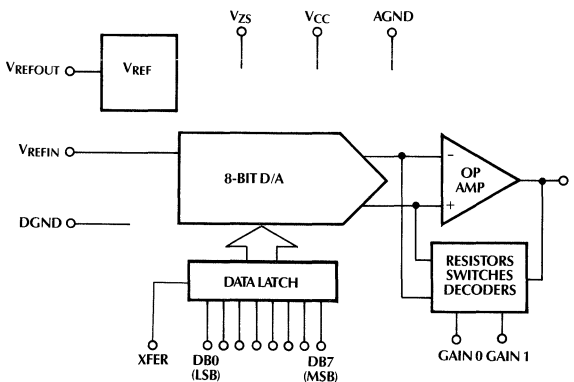 VZS
VCC
AGND
VREFOUT
VREF
VREFIN
8-BIT D/A
-
+
OP
AMP
DGND
RESISTORS
SWITCHES
DECODERS
DATA LATCH
XFER
DB0
(LSB)
DB7
(MSB)
GAIN 0 GAIN 1